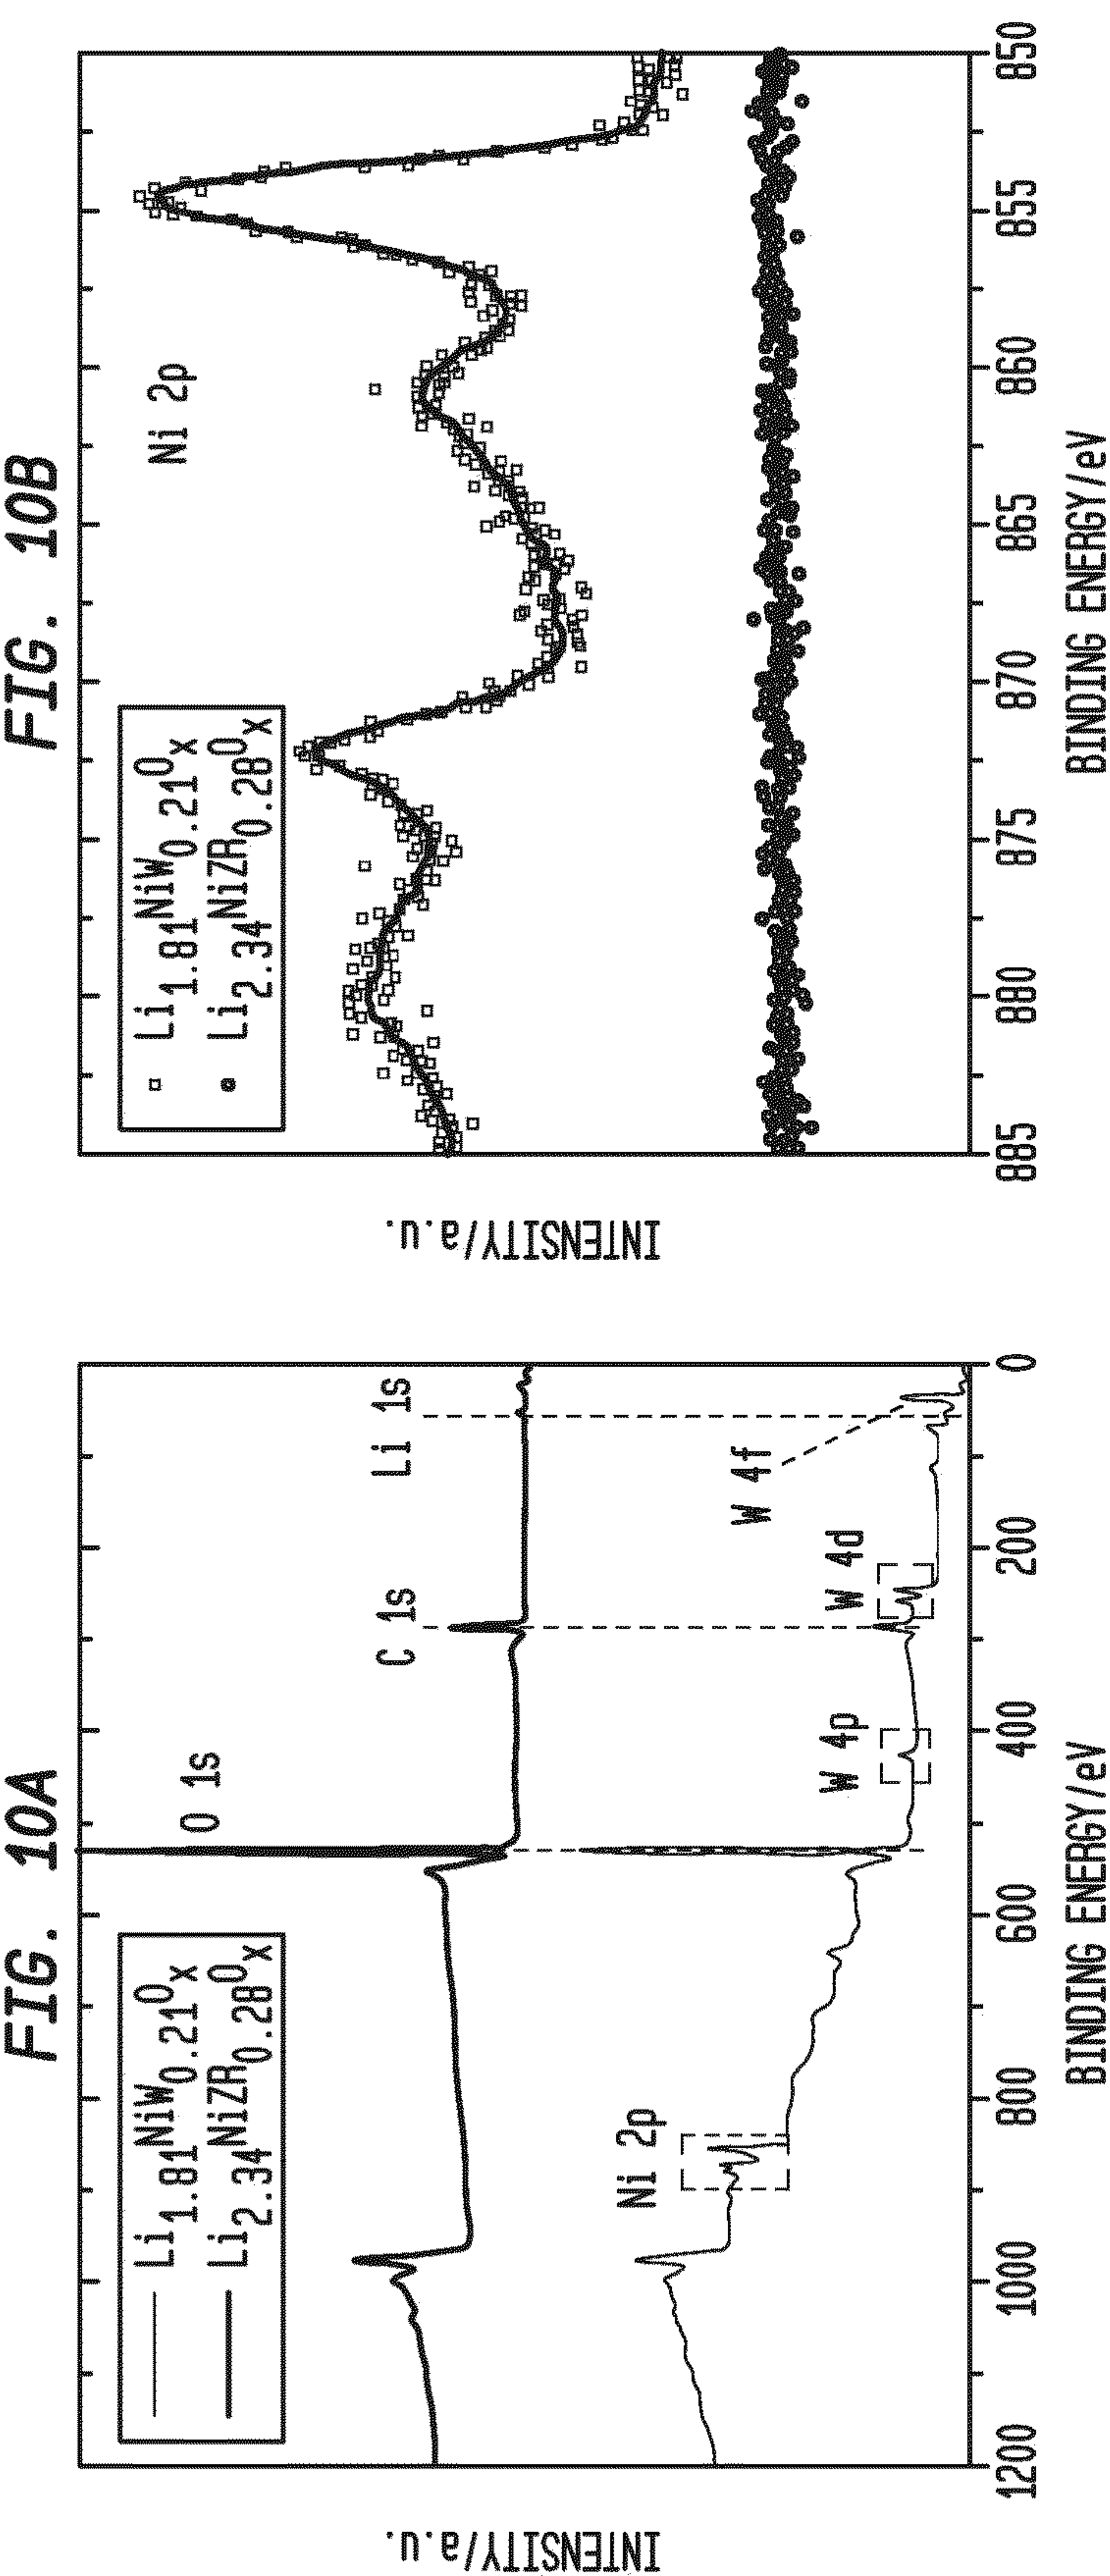 FIG. 10A
Li1.81NiW0.21Ox
Li2.34NiZR0.28Ox
O 1s
C 1s
Li 1s
Ni 2p
W 4p
W 4d
W 4f
INTENSITY/a.u.
1200 1000 800 600 400 200 0
BINDING ENERGY/eV
FIG. 10B
Li1.81NiW0.21Ox
Li2.34NiZR0.28Ox
Ni 2p
INTENSITY/a.u.
885 880 875 870 865 860 855 850
BINDING ENERGY/eV